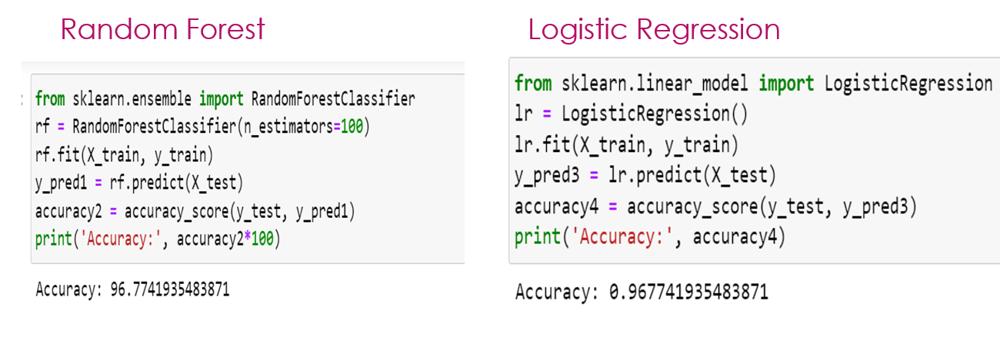 Random Forest
from sklearn.ensemble import RandomForestClassifier
rf = RandomForestClassifier(n_estimators=100)
rf.fit(X_train, y_train)
y_pred1 = rf.predict(X_test)
accuracy2 = accuracy_score(y_test, y_pred1)
print('Accuracy:', accuracy2*100)
Accuracy: 96.7741935483871
Logistic Regression
from sklearn.linear_model import LogisticRegression
lr = LogisticRegression()
lr.fit(X_train, y_train)
y_pred3 = lr.predict(X_test)
accuracy4 = accuracy_score(y_test, y_pred3)
print('Accuracy:', accuracy4)
Accuracy: 0.967741935483871